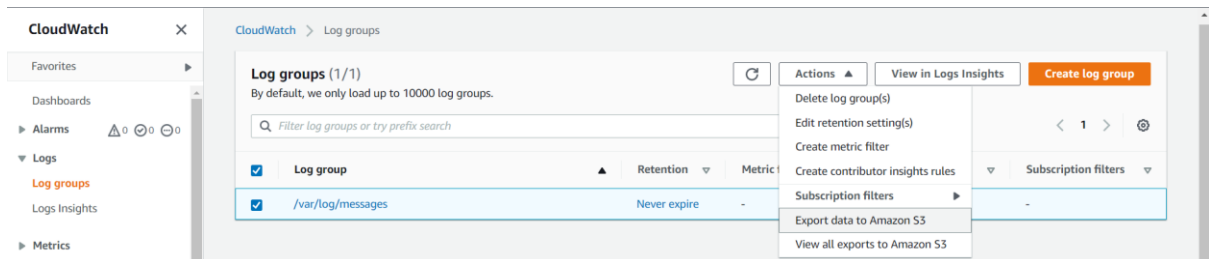 CloudWatch
CloudWatch > Log groups
Favorites
Dashboards
Alarms 0 0 0
Logs
Log groups
Logs Insights
Metrics
Log groups (1/1)
By default, we only load up to 10000 log groups.
Actions View in Logs Insights Create log group
Filter log groups or try prefix search
1
Delete log group(s)
Edit retention setting(s)
Create metric filter
Create contributor insights rules
Subscription filters
Export data to Amazon S3
View all exports to Amazon S3
Log group Retention Subscription filters
/var/log/messages Never expire - -